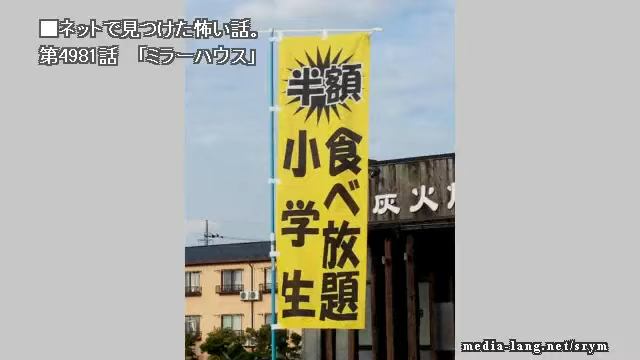 ■ネットで見つけた怖い話。
第4981話 「ミラーハウス」
半額
食べ放題
小学生
炭火
media-lang.net/srym